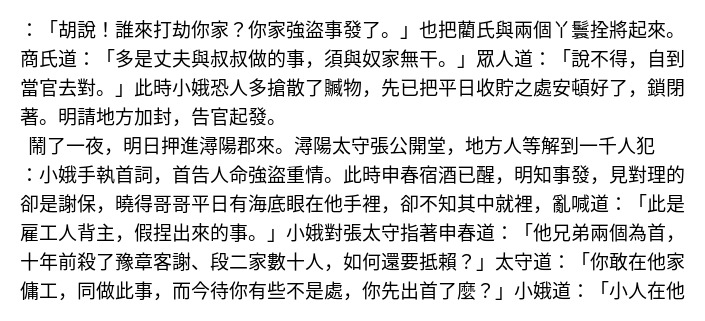 ：「胡說！誰來打劫你家？你家強盜事發了。」也把藺氏與兩個丫鬟拴將起來。
商氏道：「多是丈夫與叔叔做的事，須與奴家無干。」眾人道：「說不得，自到
當官去對。」此時小娥恐人多搶散了贓物，先已把平日收貯之處安頓好了，鎖閉
著。明請地方加封，告官起發。
鬧了一夜，明日押進潯陽郡來。潯陽太守張公開堂，地方人等解到一千人犯
：小娥手執首詞，首告人命強盜重情。此時申春宿酒已醒，明知事發，見對理的
卻是謝保，曉得哥哥平日有海底眼在他手裡，卻不知其中就裡，亂喊道：「此是
雇工人背主，假捏出來的事。」小娥對張太守指著申春道：「他兄弟兩個為首，
十年前殺了豫章客謝、段二家數十人，如何還要抵賴？」太守道：「你敢在他家
傭工，同做此事，而今待你有些不是處，你先出首了麼？」小娥道：「小人在他